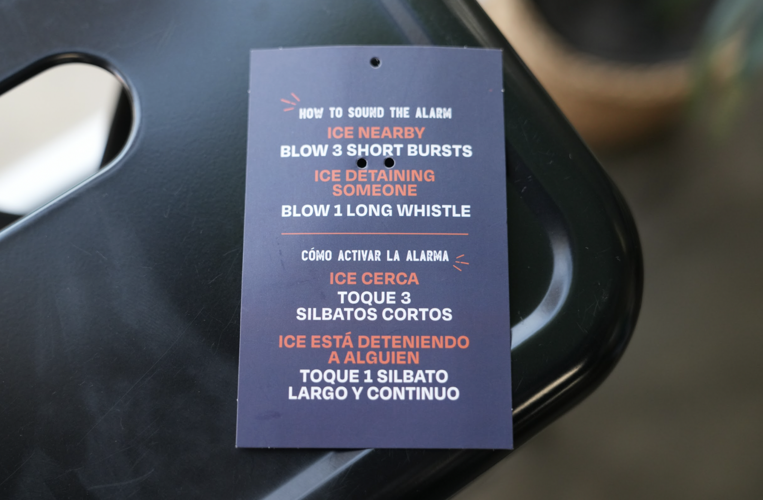 HOW TO SOUND THE ALARM
ICE NEARBY
BLOW 3 SHORT BURSTS
ICE DETAINING
SOMEONE
BLOW 1 LONG WHISTLE
CÓMO ACTIVAR LA ALARMA
ICE CERCA
TOQUE 3
SILBATOS CORTOS
ICE ESTÁ DETENIENDO
A ALGUIEN
TOQUE 1 SILBATO
LARGO Y CONTINUO